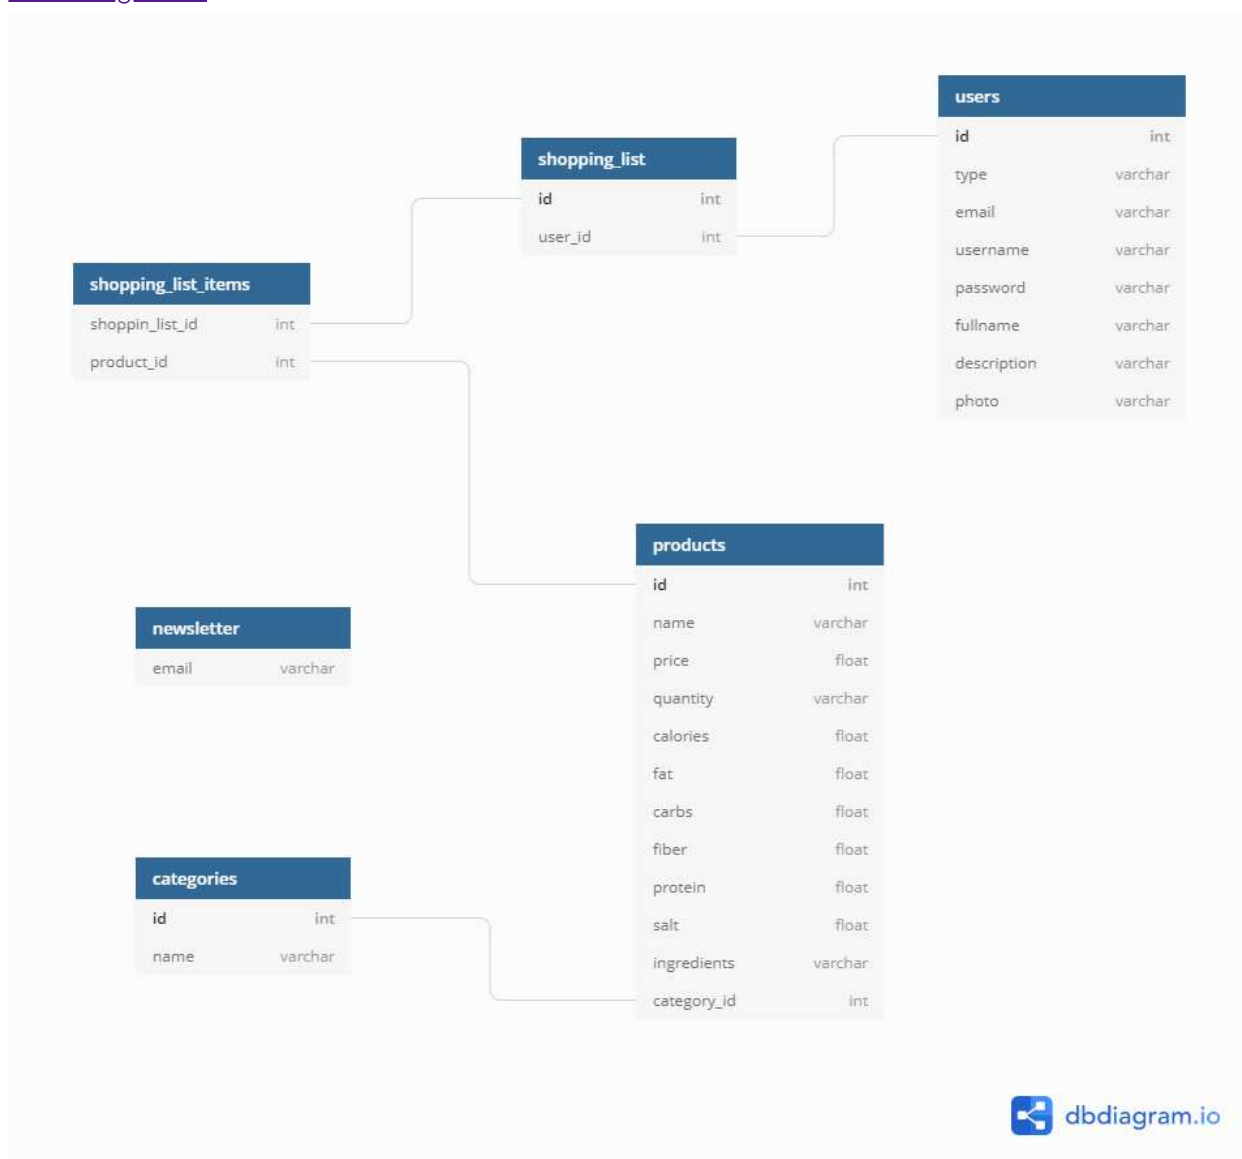 users
id int
type varchar
email varchar
username varchar
password varchar
fullname varchar
description varchar
photo varchar
shopping_list
id int
user_id int
shopping_list_items
shoppin_list_id int
product_id int
products
id int
name varchar
price float
quantity varchar
calories float
fat float
carbs float
fiber float
protein float
salt float
ingredients varchar
category_id int
newsletter
email varchar
categories
id int
name varchar
dbdiagram.io